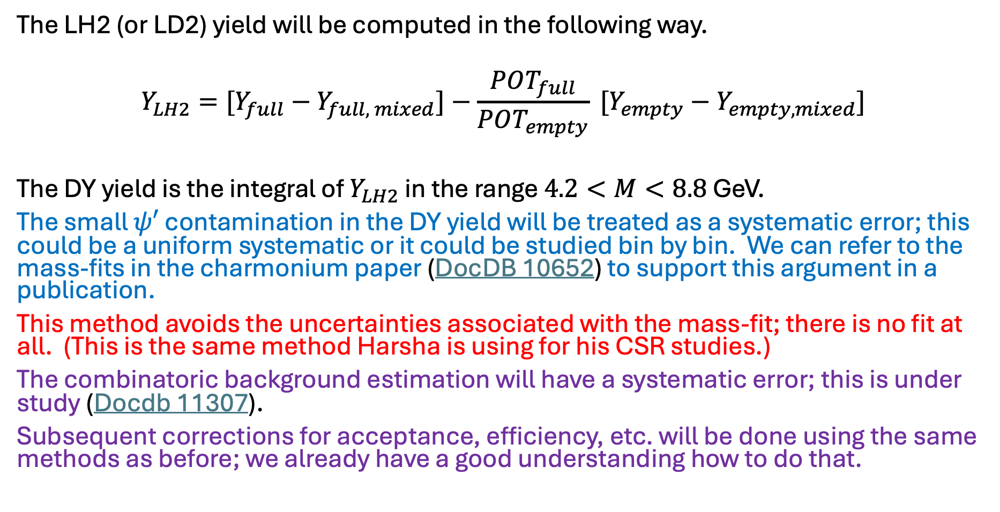 The LH2 (or LD2) yield will be computed in the following way.
Y_{LH2} = [Y_{full} − Y_{full, mixed}] − \frac{POT_{full}}{POT_{empty}} [Y_{empty} − Y_{empty,mixed}]
The DY yield is the integral of Y_{LH2} in the range 4.2 < M < 8.8 GeV.
The small ψ′ contamination in the DY yield will be treated as a systematic error; this
could be a uniform systematic or it could be studied bin by bin.  We can refer to the
mass-fits in the charmonium paper (DocDB 10652) to support this argument in a
publication.
This method avoids the uncertainties associated with the mass-fit; there is no fit at
all.  (This is the same method Harsha is using for his CSR studies.)
The combinatoric background estimation will have a systematic error; this is under
study (Docdb 11307).
Subsequent corrections for acceptance, efficiency, etc. will be done using the same
methods as before; we already have a good understanding how to do that.